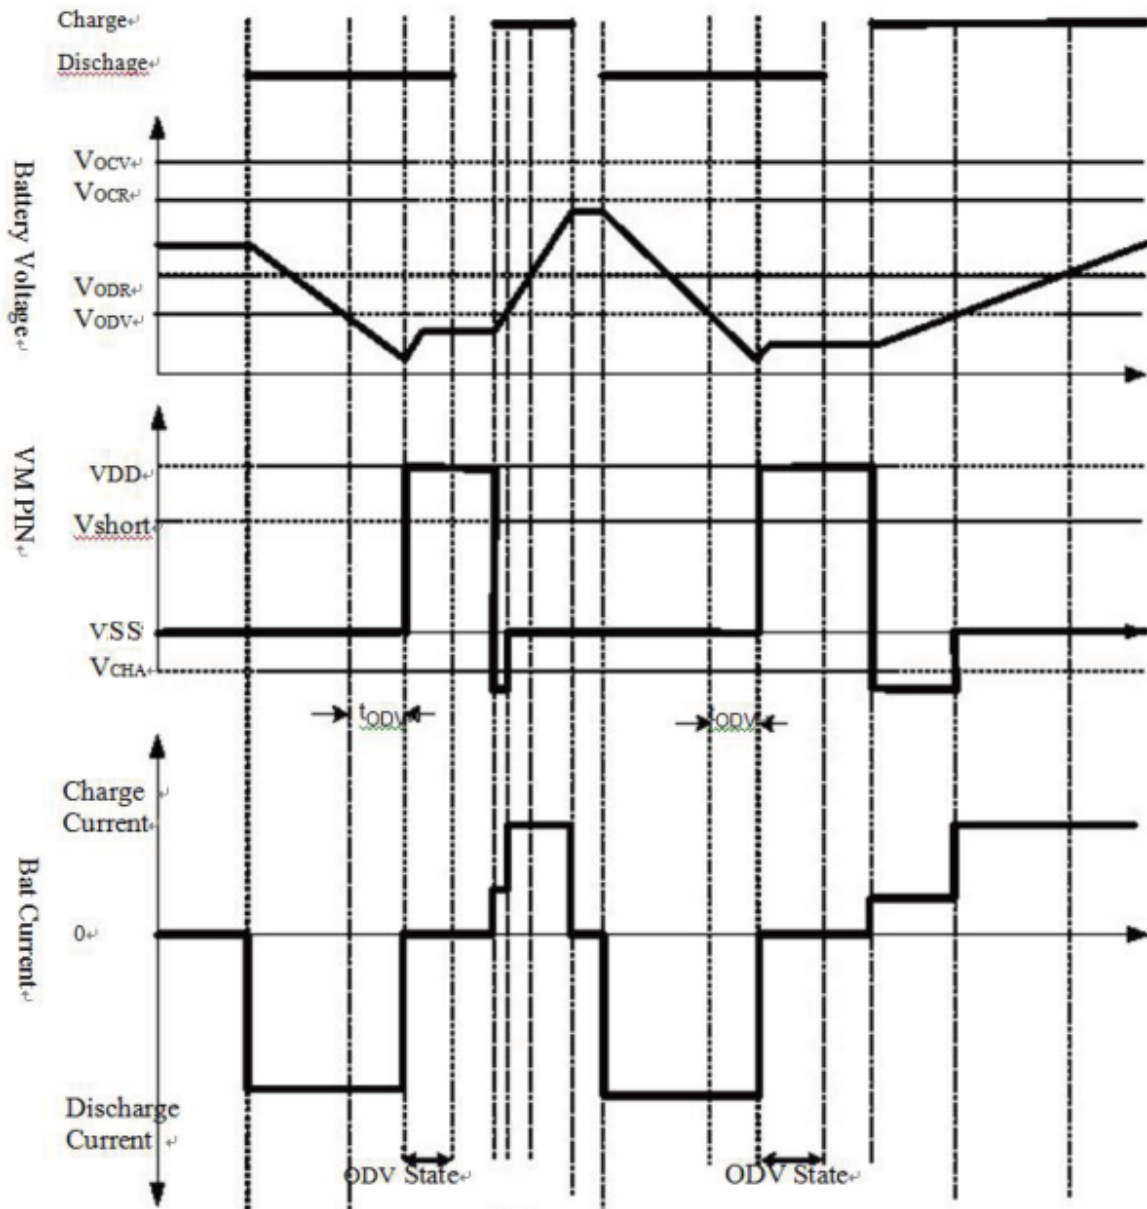 Charge
Dischage
Battery Voltage
VOCV
VOCR
VODR
VODV
VM PIN
VDD
Vshort
VSS
VCHA
tODV
tODV
Bat Current
Charge
Current
0
Discharge
Current
ODV State
ODV State